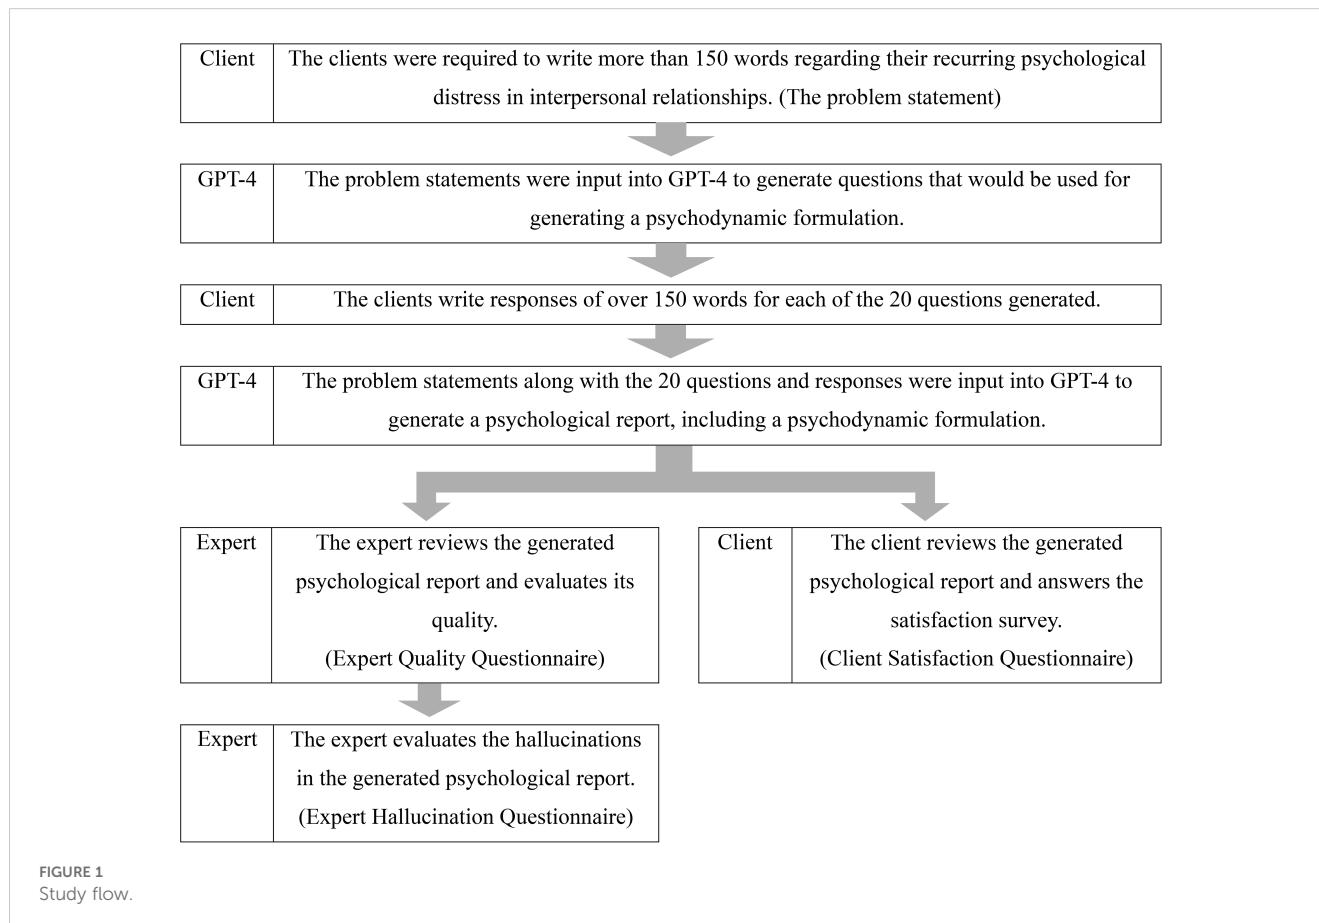 Client
The clients were required to write more than 150 words regarding their recurring psychological
distress in interpersonal relationships. (The problem statement)
GPT-4
The problem statements were input into GPT-4 to generate questions that would be used for
generating a psychodynamic formulation.
Client
The clients write responses of over 150 words for each of the 20 questions generated.
GPT-4
The problem statements along with the 20 questions and responses were input into GPT-4 to
generate a psychological report, including a psychodynamic formulation.
Expert
The expert reviews the generated
psychological report and evaluates its
quality.
(Expert Quality Questionnaire)
Client
The client reviews the generated
psychological report and answers the
satisfaction survey.
(Client Satisfaction Questionnaire)
Expert
The expert evaluates the hallucinations
in the generated psychological report.
(Expert Hallucination Questionnaire)
FIGURE 1
Study flow.